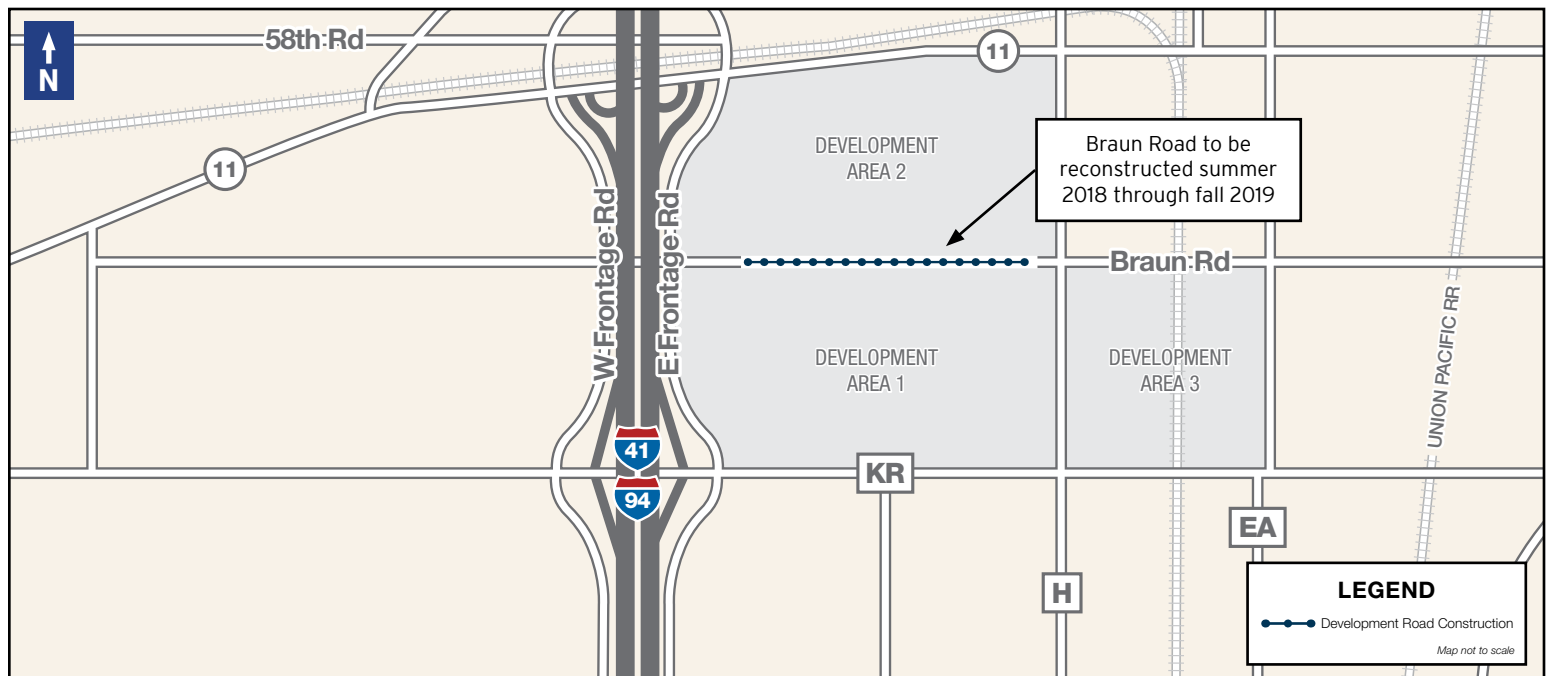 58th Rd
N
11
11
DEVELOPMENT
AREA 2
Braun Road to be
reconstructed summer
2018 through fall 2019
W Frontage Rd
E Frontage Rd
Braun Rd
DEVELOPMENT
AREA 1
DEVELOPMENT
AREA 3
UNION PACIFIC RR
41
94
KR
EA
H
LEGEND
Development Road Construction
Map not to scale